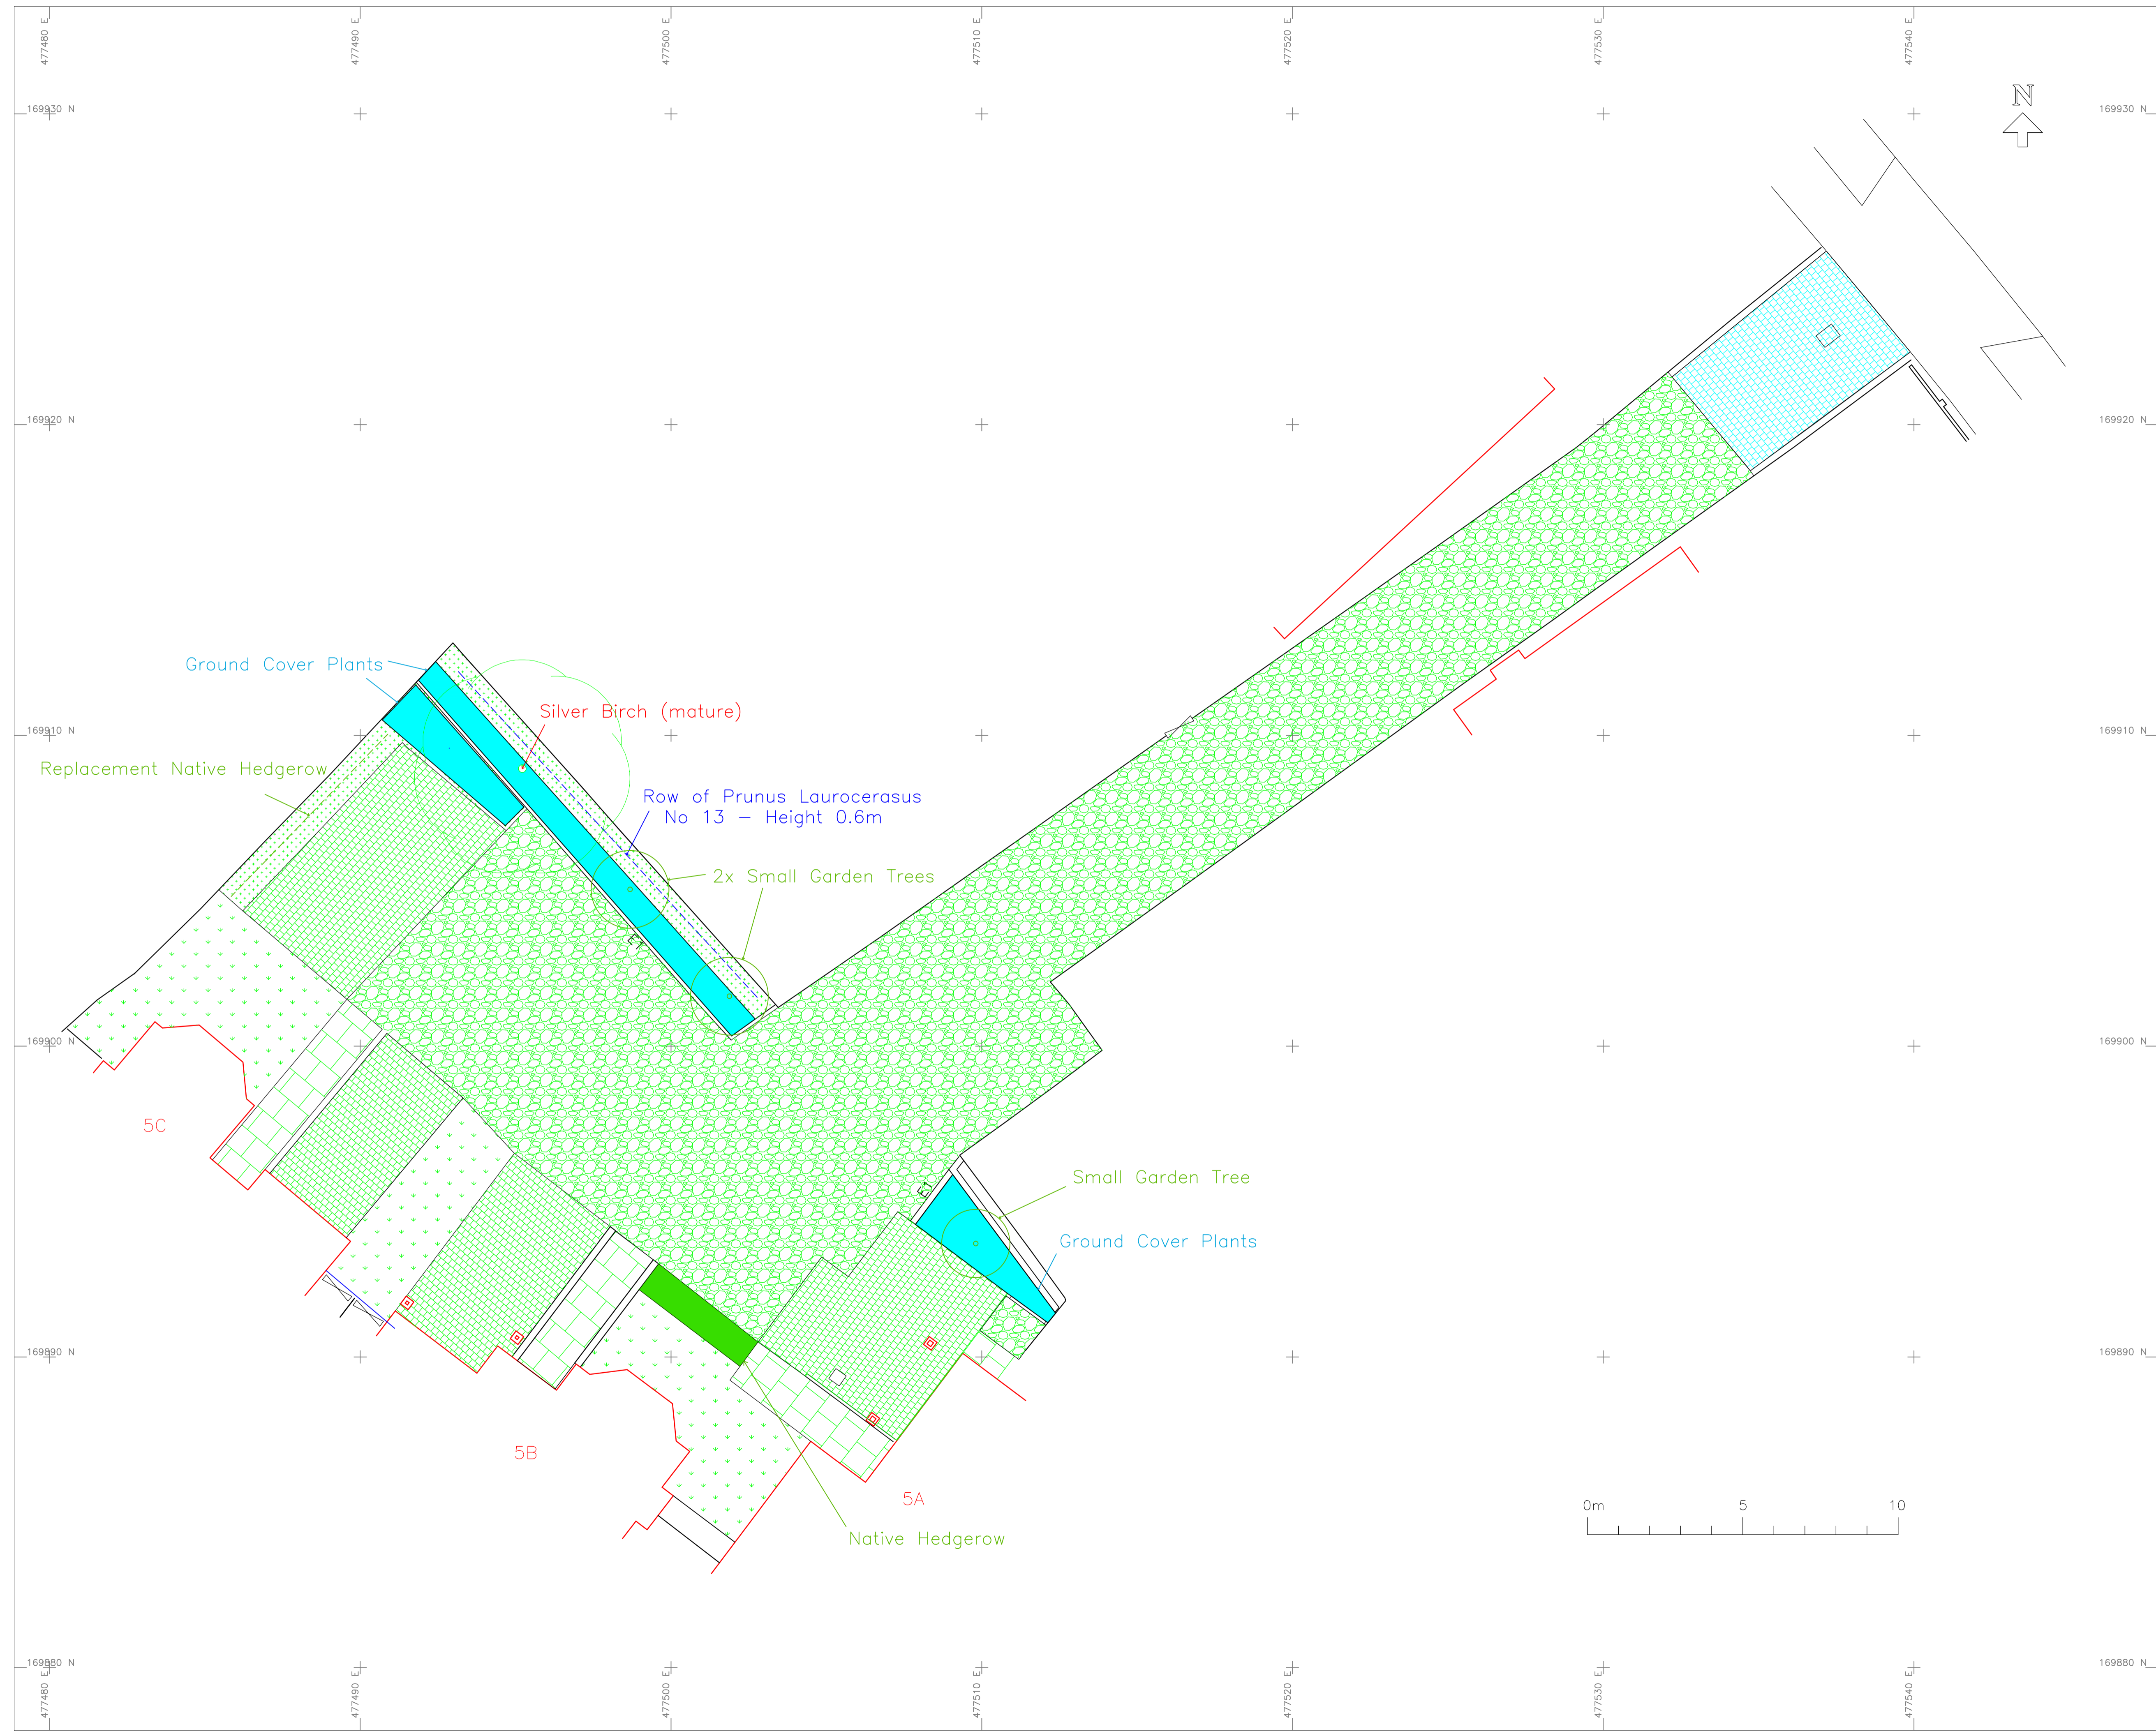 477480 E
477490 E
477500 E
477510 E
477520 E
477530 E
477540 E
N
169930 N
169930 N
169920 N
169920 N
Ground Cover Plants
Silver Birch (mature)
169910 N
169910 N
Replacement Native Hedgerow
Row of Prunus Laurocerasus
No 13 – Height 0.6m
2x Small Garden Trees
E1
169900 N
169900 N
5C
Small Garden Tree
E1
Ground Cover Plants
169890 N
169890 N
5B
5A
0m 5 10
Native Hedgerow
169880 N
169880 N
477480 E
477490 E
477500 E
477510 E
477520 E
477530 E
477540 E